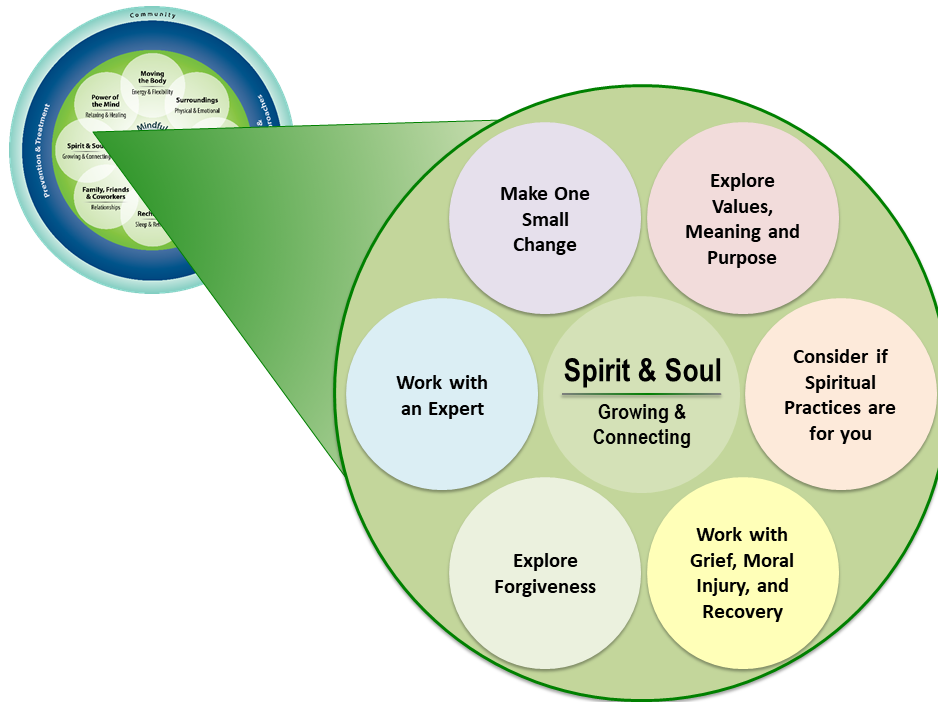 Community
Prevention & Treatment
Moving
the Body
Energy & Flexibility
Power of
the Mind
Relaxing & Healing
Surroundings
Physical & Emotional
Mindful
Spirit & Soul
Growing & Connecting
Family, Friends
& Coworkers
Relationships
Make One
Small
Change
Explore
Values,
Meaning and
Purpose
Work with
an Expert
Spirit & Soul
Growing &
Connecting
Consider if
Spiritual
Practices are
for you
Explore
Forgiveness
Work with
Grief, Moral
Injury, and
Recovery